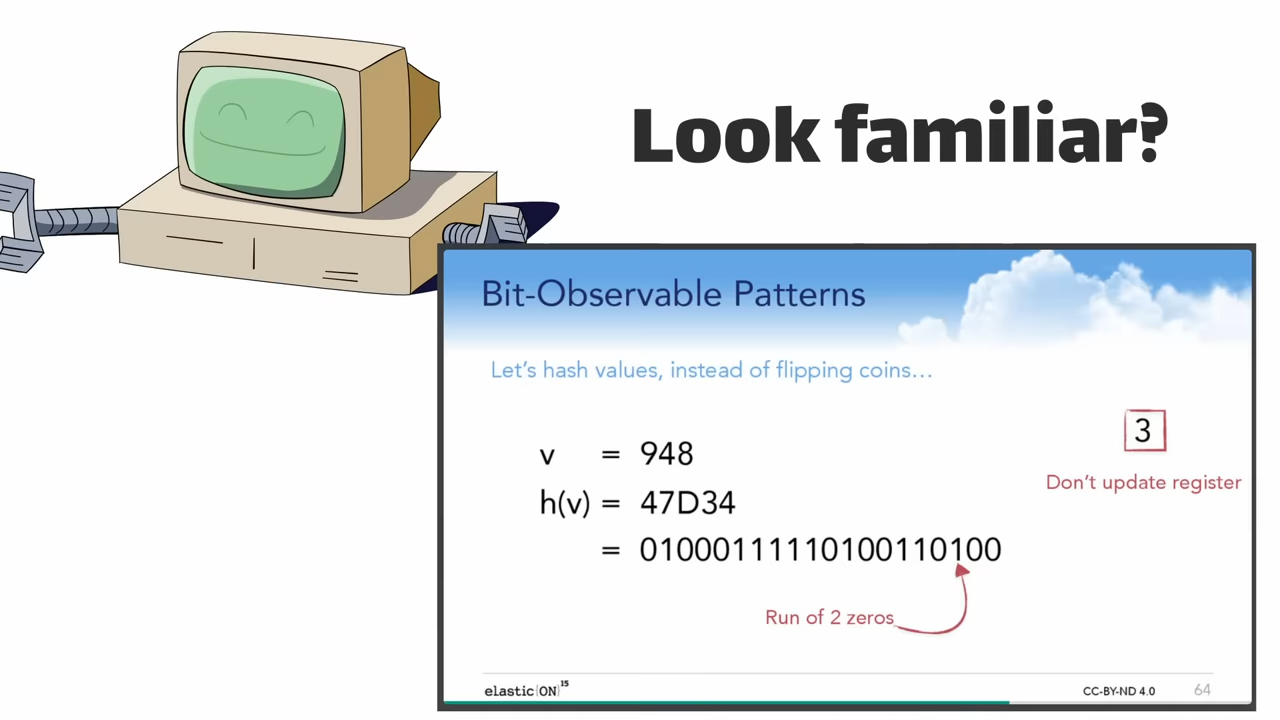 Look familiar?
Bit-Observable Patterns
Let's hash values, instead of flipping coins...
3
Don't update register
v = 948
h(v) = 47D34
= 01000111110100110100
Run of 2 zeros
elastic{ON}15
CC-BY-ND 4.0 64